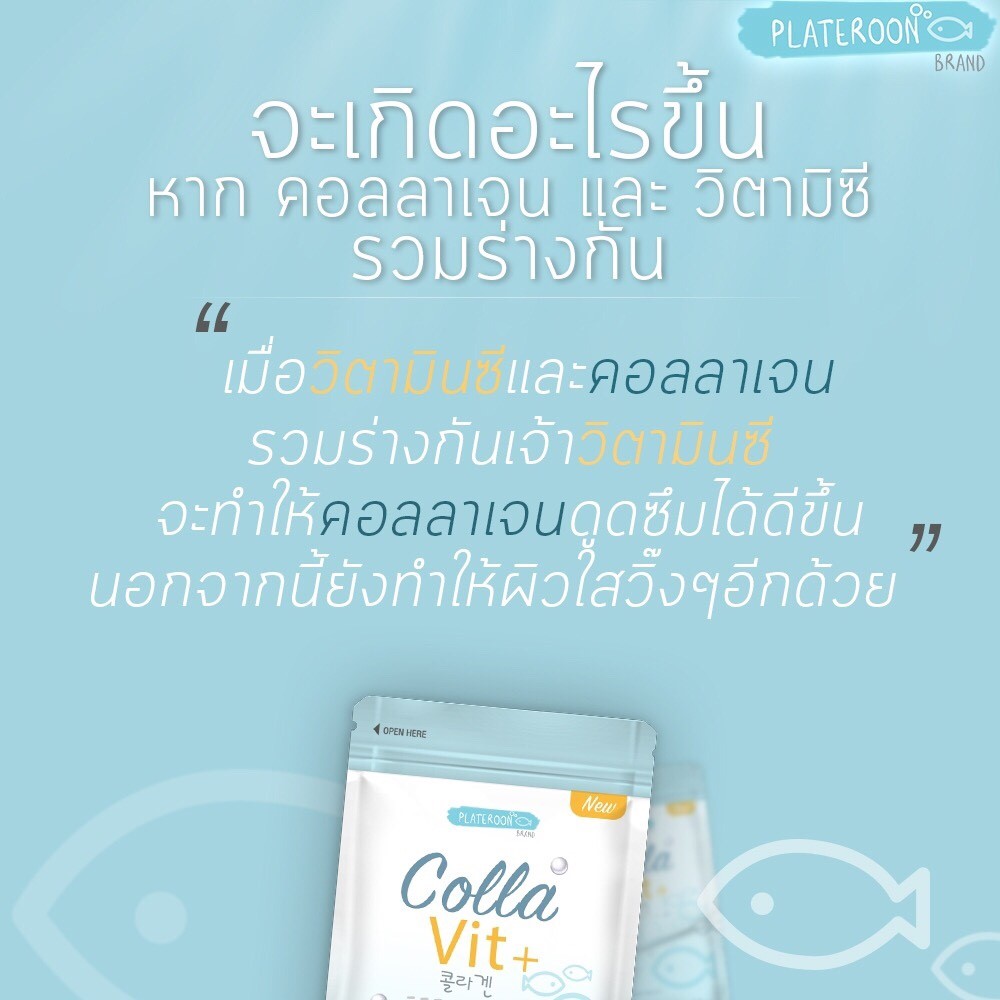 PLATEROON
BRAND
จะเกิดอะไรขึ้น
หาก คอลลาเจน และ วิตามิซี
รวมร่างกัน
“เมื่อวิตามินซีและคอลลาเจน
รวมร่างกันเจ้าวิตามินซี
จะทำให้คอลลาเจนดูดซึมได้ดีขึ้น
นอกจากนี้ยังทำให้ผิวใสวิ๊งๆอีกด้วย”
OPEN HERE
New
PLATEROON
BRAND
Colla
Vit+
콜라겐